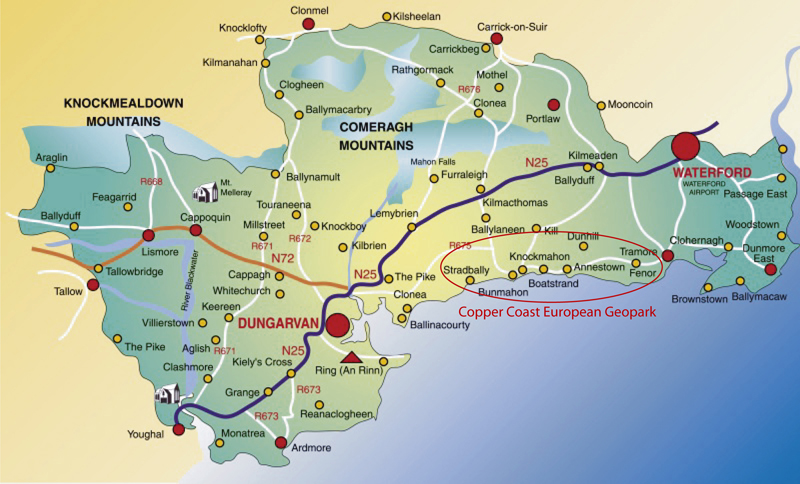 Clonmel
Kilsheelan
Knocklofty
Carrick-on-Suir
Carrickbeg
Kilmanahan
Rathgormack
Mothel
Clogheen
R676
KNOCKMEALDOWN
MOUNTAINS
Ballymacarbry
Clonea
Mooncoin
Portlaw
COMERAGH
MOUNTAINS
Araglin
Mahon Falls
N25
Kilmeaden
WATERFORD
WATERFORD
AIRPORT
Ballynamult
Furraleigh
Ballyduff
R668
Mt.
Melleray
Passage East
Feagarrid
Touraneena
Kilmacthomas
Ballyduff
Cappoquin
Millstreet
Knockboy
Lemybrien
Ballylaneen
Kill
Woodstown
R671
R672
Dunhill
Clohernagh
Dunmore
East
Lismore
Kilbrien
R675
Tramore
N72
Knockmahon
Tallowbridge
River Blackwater
Cappagh
N25
The Pike
Stradbally
Annestown
Fenor
Tallow
Whitechurch
Bunmahon
Boatstrand
Brownstown
Ballymacaw
Keereen
Clonea
Copper Coast European Geopark
Villierstown
DUNGARVAN
Ballinacourty
The Pike
Aglish
R671
N25
Clashmore
Kiely's Cross
Ring (An Rinn)
Grange
R673
R673
Reanaclogheen
Youghal
Monatrea
Ardmore